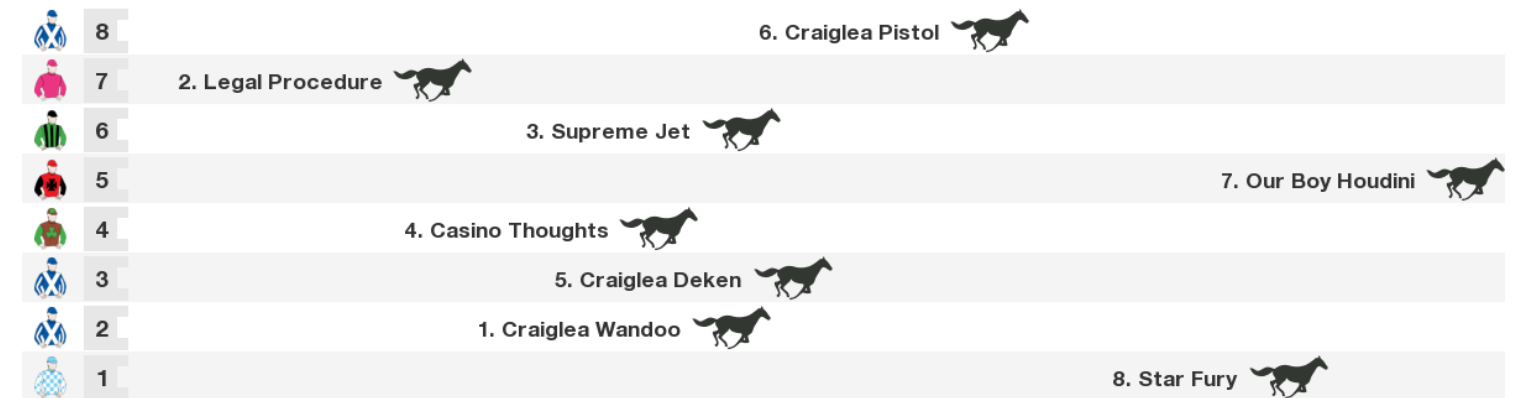 8 6. Craiglea Pistol
7 2. Legal Procedure
6 3. Supreme Jet
5 7. Our Boy Houdini
4 4. Casino Thoughts
3 5. Craiglea Deken
2 1. Craiglea Wandoo
1 8. Star Fury